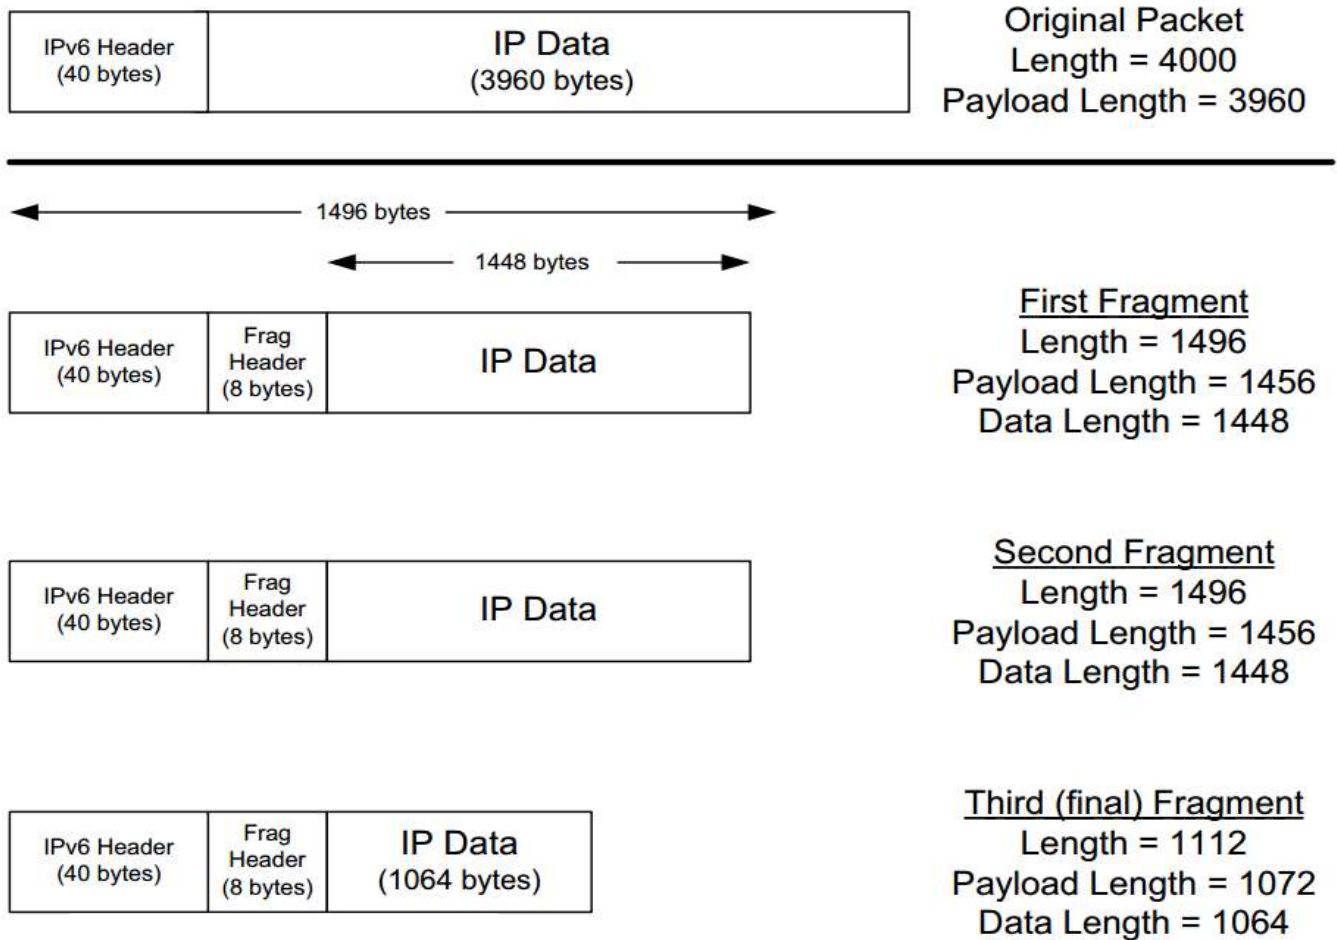 IPv6 Header
(40 bytes)
IP Data
(3960 bytes)
Original Packet
Length = 4000
Payload Length = 3960
1496 bytes
1448 bytes
IPv6 Header
(40 bytes)
Frag
Header
(8 bytes)
IP Data
First Fragment
Length = 1496
Payload Length = 1456
Data Length = 1448
IPv6 Header
(40 bytes)
Frag
Header
(8 bytes)
IP Data
Second Fragment
Length = 1496
Payload Length = 1456
Data Length = 1448
IPv6 Header
(40 bytes)
Frag
Header
(8 bytes)
IP Data
(1064 bytes)
Third (final) Fragment
Length = 1112
Payload Length = 1072
Data Length = 1064